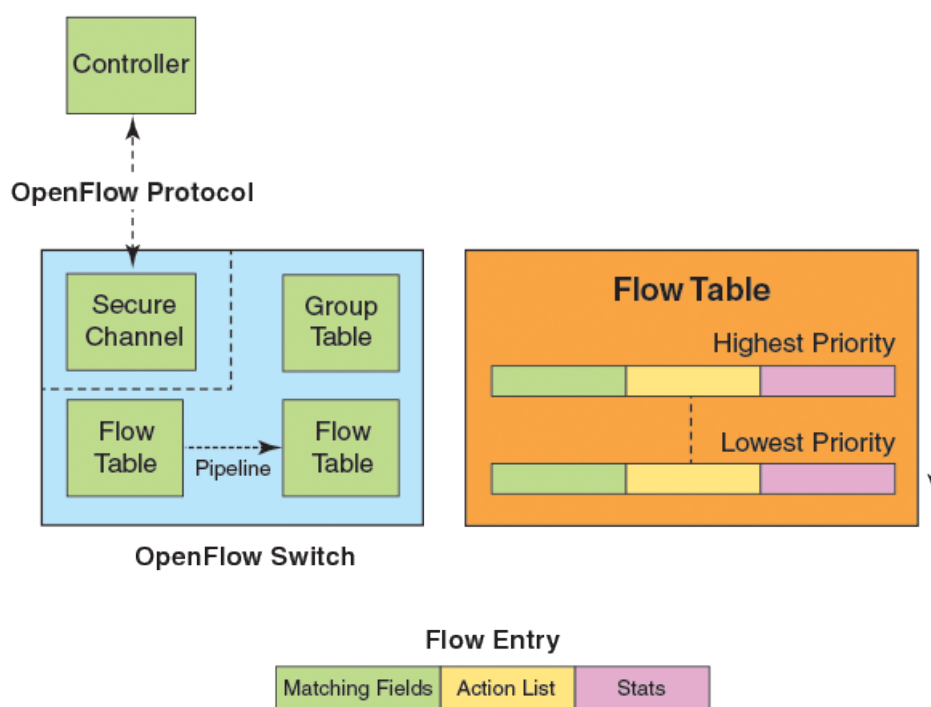 Controller
OpenFlow Protocol
Secure
Channel
Group
Table
Flow
Table
Pipeline
Flow
Table
OpenFlow Switch
Flow Table
Highest Priority
Lowest Priority
Flow Entry
Matching Fields
Action List
Stats